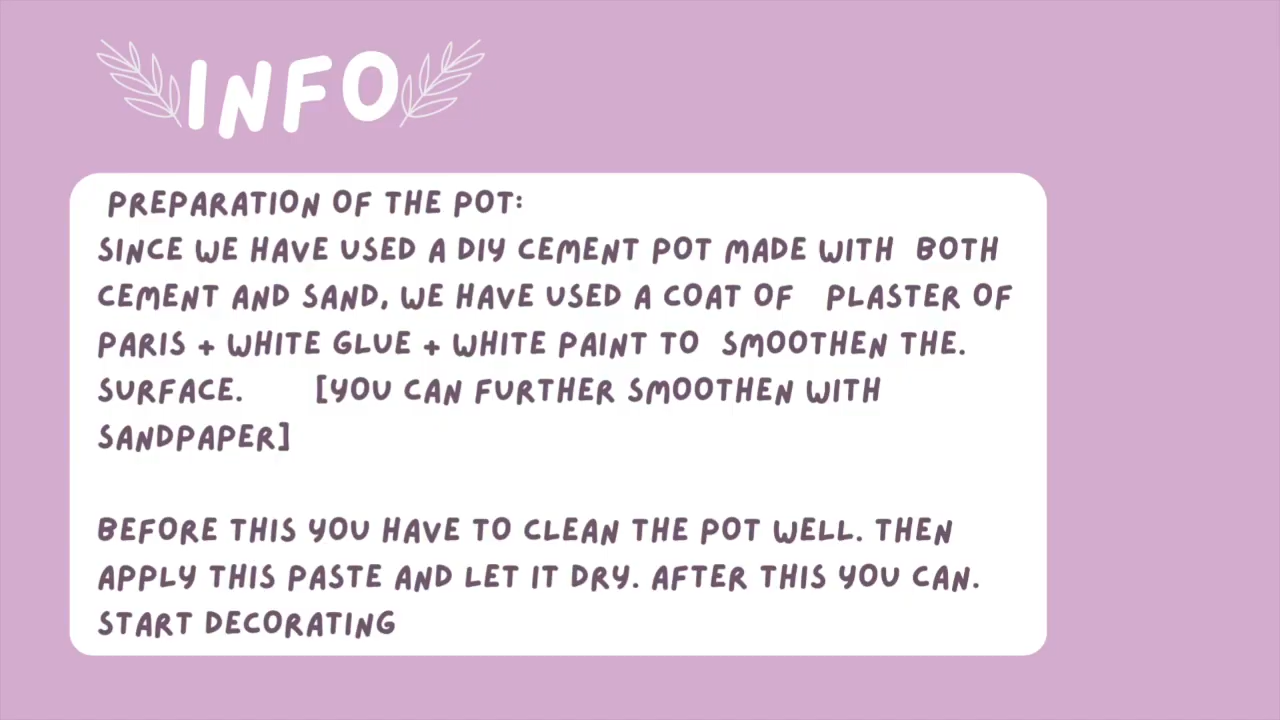 INFO
PREPARATION OF THE POT:
SINCE WE HAVE USED A DIY CEMENT POT MADE WITH BOTH
CEMENT AND SAND, WE HAVE USED A COAT OF PLASTER OF
PARIS + WHITE GLUE + WHITE PAINT TO SMOOTHEN THE.
SURFACE. [YOU CAN FURTHER SMOOTHEN WITH
SANDPAPER]
BEFORE THIS YOU HAVE TO CLEAN THE POT WELL. THEN
APPLY THIS PASTE AND LET IT DRY. AFTER THIS YOU CAN.
START DECORATING